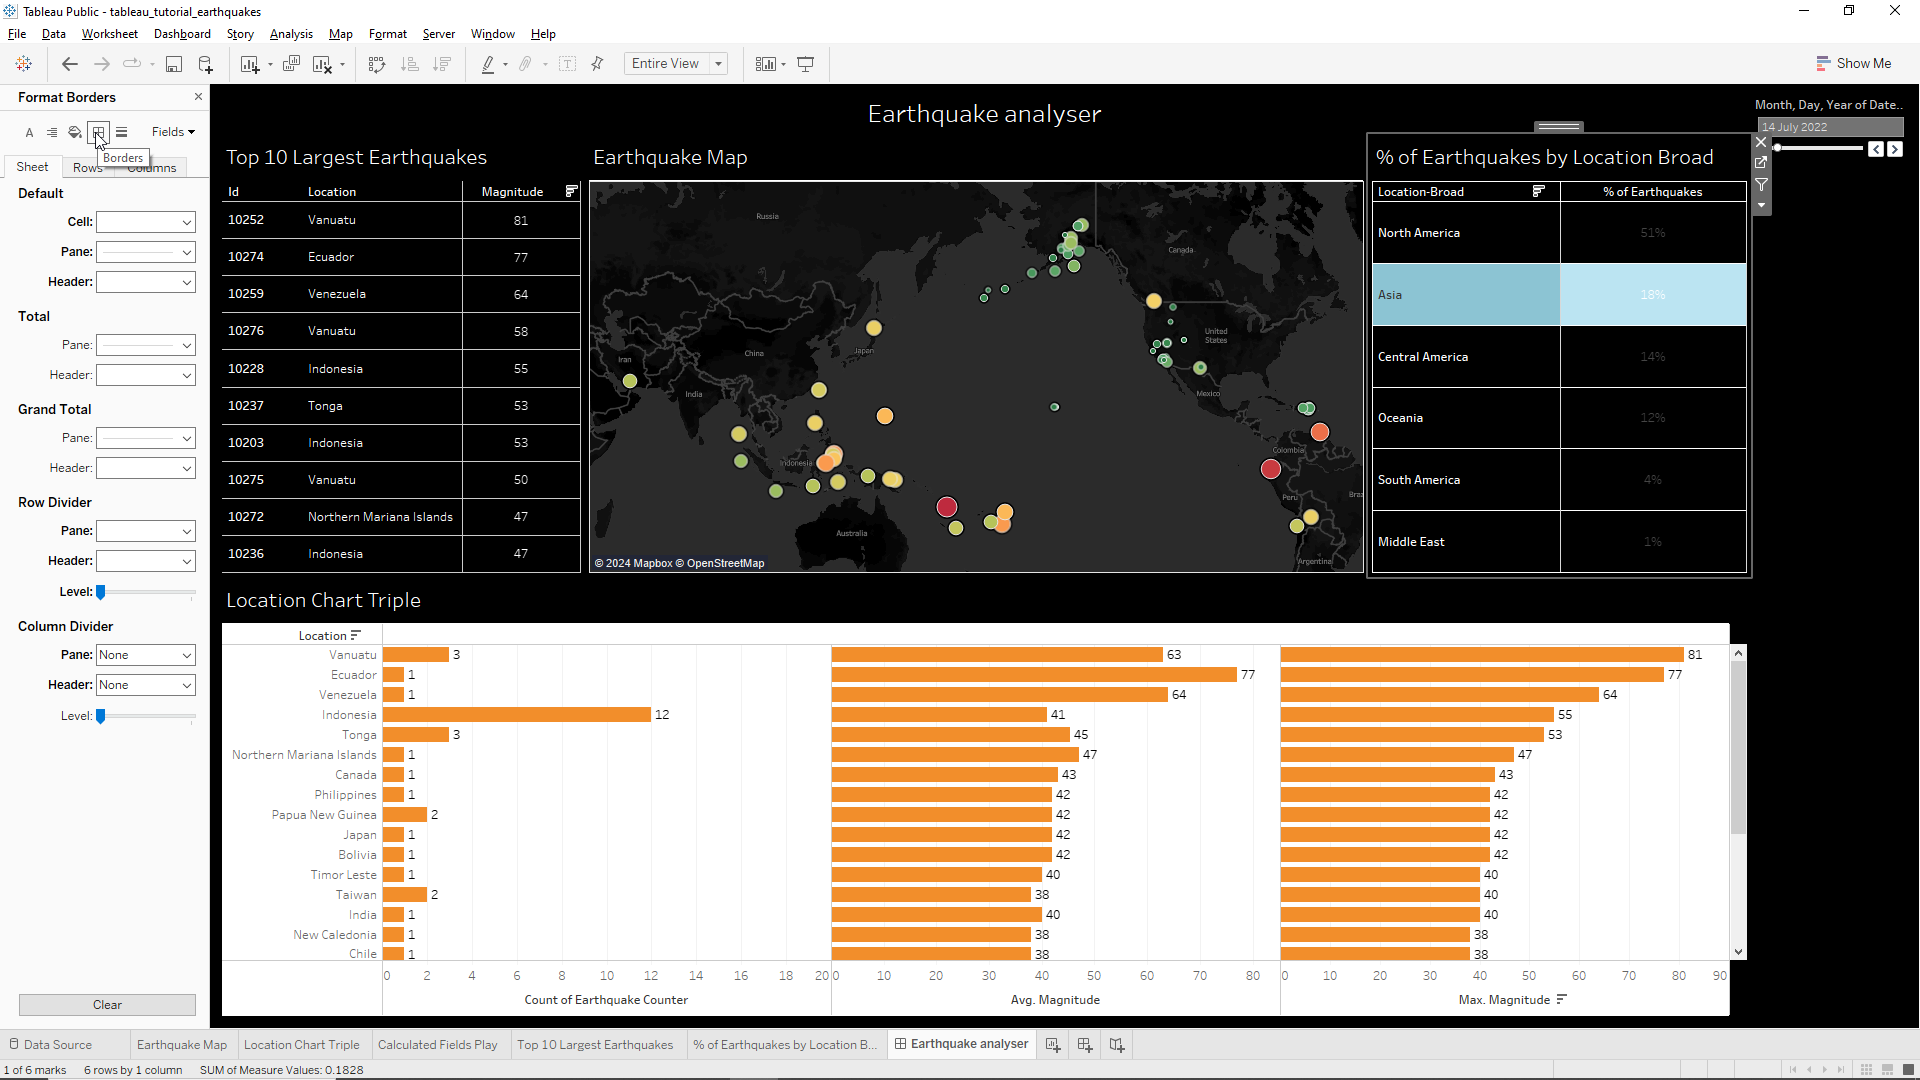 Tableau Public - tableau_tutorial_earthquakes
File Data Worksheet Dashboard Story Analysis Map Format Server Window Help
Entire View
Show Me
Format Borders
Fields
Borders
Sheet Rows Columns
Default
Cell:
Pane:
Header:
Total
Pane:
Header:
Grand Total
Pane:
Header:
Row Divider
Pane:
Header:
Level:
Column Divider
Pane: None
Header: None
Level:
Clear
Earthquake analyser
Month, Day, Year of Date..
14 July 2022
Top 10 Largest Earthquakes
Id Location Magnitude
10252 Vanuatu 81
10274 Ecuador 77
10259 Venezuela 64
10276 Vanuatu 58
10228 Indonesia 55
10237 Tonga 53
10203 Indonesia 53
10275 Vanuatu 50
10272 Northern Mariana Islands 47
10236 Indonesia 47
Earthquake Map
Russia
Canada
United
States
Japan
China
Iran
India
Mexico
Indonesia
Colombia
Peru
Braz
Australia
Argentina
© 2024 Mapbox © OpenStreetMap
% of Earthquakes by Location Broad
Location-Broad % of Earthquakes
North America 51%
Asia 18%
Central America 14%
Oceania 12%
South America 4%
Middle East 1%
Location Chart Triple
Location
Vanuatu 3 63 81
Ecuador 1 77 77
Venezuela 1 64 64
Indonesia 12 41 55
Tonga 3 45 53
Northern Mariana Islands 1 47 47
Canada 1 43 43
Philippines 1 42 42
Papua New Guinea 2 42 42
Japan 1 42 42
Bolivia 1 42 42
Timor Leste 1 40 40
Taiwan 2 38 40
India 1 40 40
New Caledonia 1 38 38
Chile 1 38 38
0 2 4 6 8 10 12 14 16 18 20 0 10 20 30 40 50 60 70 80 0 10 20 30 40 50 60 70 80 90
Count of Earthquake Counter Avg. Magnitude Max. Magnitude
Data Source Earthquake Map Location Chart Triple Calculated Fields Play Top 10 Largest Earthquakes % of Earthquakes by Location B... Earthquake analyser
1 of 6 marks 6 rows by 1 column SUM of Measure Values: 0.1828